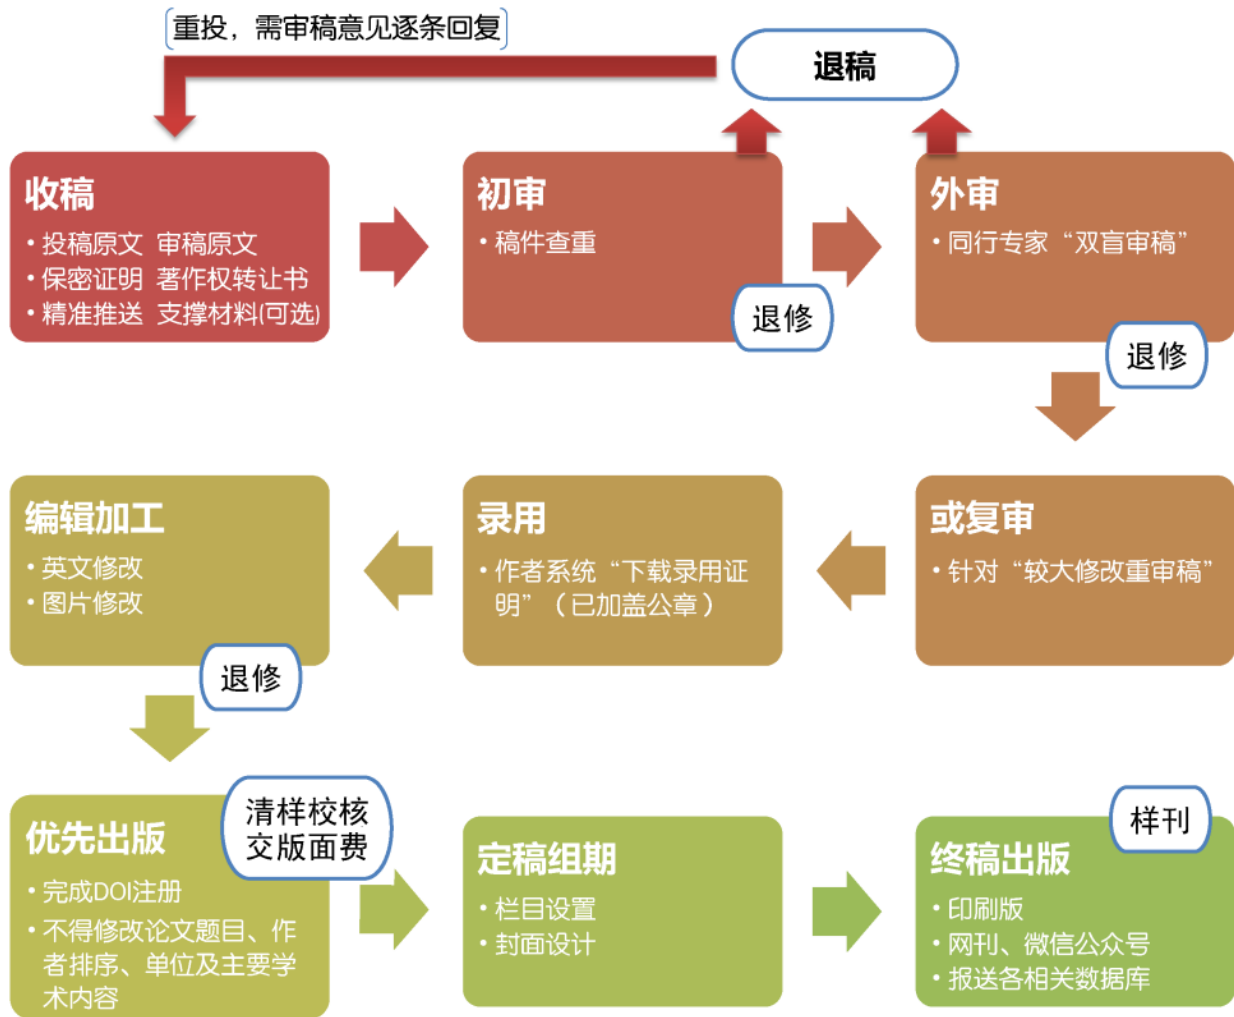 重投，需审稿意见逐条回复
退稿
收稿
• 投稿原文 审稿原文
• 保密证明 著作权转让书
• 精准推送 支撑材料(可选)
初审
• 稿件查重
退修
外审
• 同行专家“双盲审稿”
退修
或复审
• 针对“较大修改重审稿”
录用
• 作者系统“下载录用证
明”（已加盖公章）
编辑加工
• 英文修改
• 图片修改
退修
优先出版
清样校核
交版面费
• 完成DOI注册
• 不得修改论文题目、作
者排序、单位及主要学
术内容
定稿组期
• 栏目设置
• 封面设计
样刊
终稿出版
• 印刷版
• 网刊、微信公众号
• 报送各相关数据库